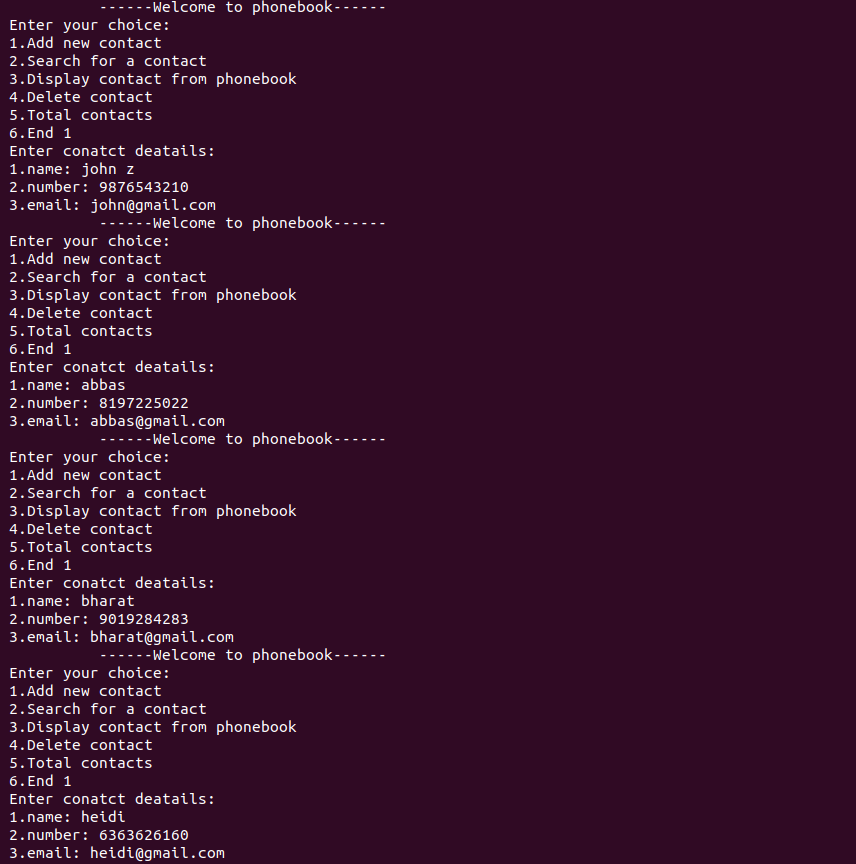 ------Welcome to phonebook------
Enter your choice:
1.Add new contact
2.Search for a contact
3.Display contact from phonebook
4.Delete contact
5.Total contacts
6.End 1
Enter conatct deatails:
1.name: john z
2.number: 9876543210
3.email: john@gmail.com
------Welcome to phonebook------
Enter your choice:
1.Add new contact
2.Search for a contact
3.Display contact from phonebook
4.Delete contact
5.Total contacts
6.End 1
Enter conatct deatails:
1.name: abbas
2.number: 8197225022
3.email: abbas@gmail.com
------Welcome to phonebook------
Enter your choice:
1.Add new contact
2.Search for a contact
3.Display contact from phonebook
4.Delete contact
5.Total contacts
6.End 1
Enter conatct deatails:
1.name: bharat
2.number: 9019284283
3.email: bharat@gmail.com
------Welcome to phonebook------
Enter your choice:
1.Add new contact
2.Search for a contact
3.Display contact from phonebook
4.Delete contact
5.Total contacts
6.End 1
Enter conatct deatails:
1.name: heidi
2.number: 6363626160
3.email: heidi@gmail.com